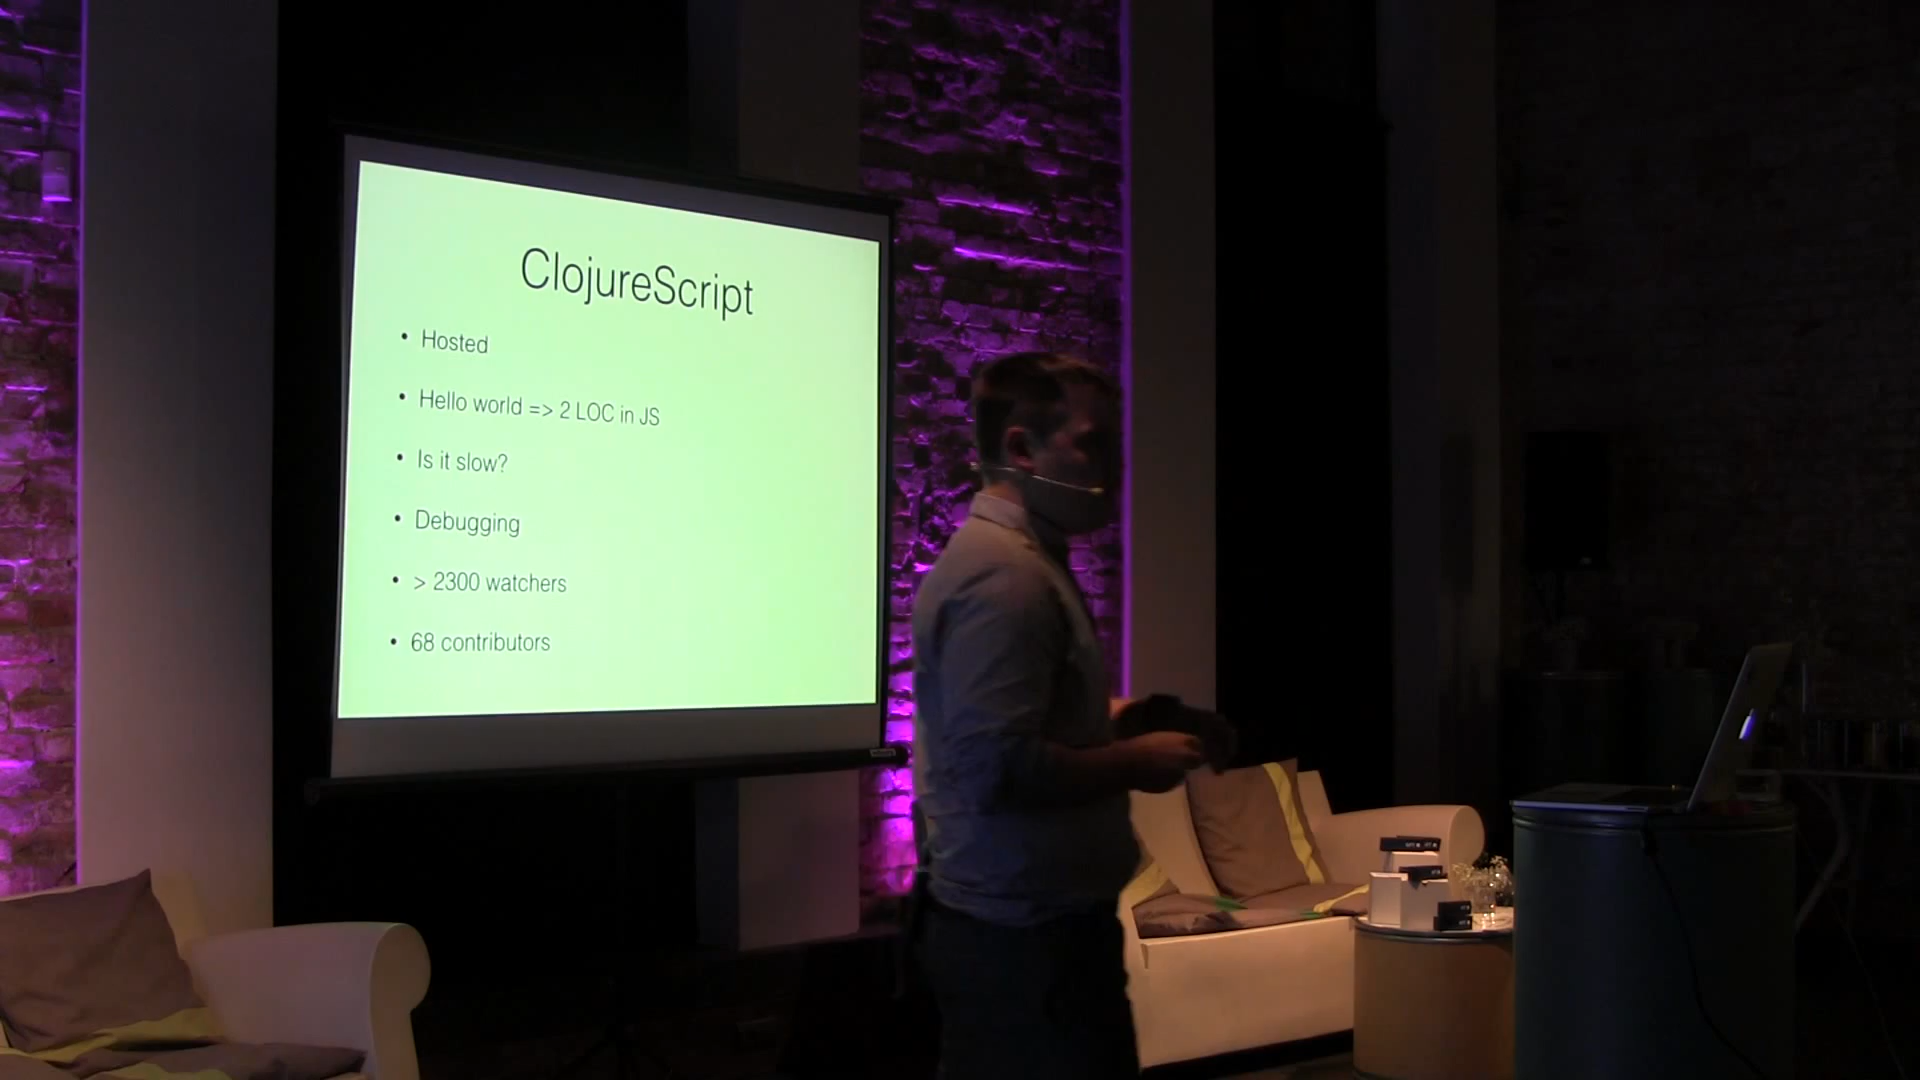 ClojureScript
• Hosted
• Hello world => 2 LOC in JS
• Is it slow?
• Debugging
• > 2300 watchers
• 68 contributors